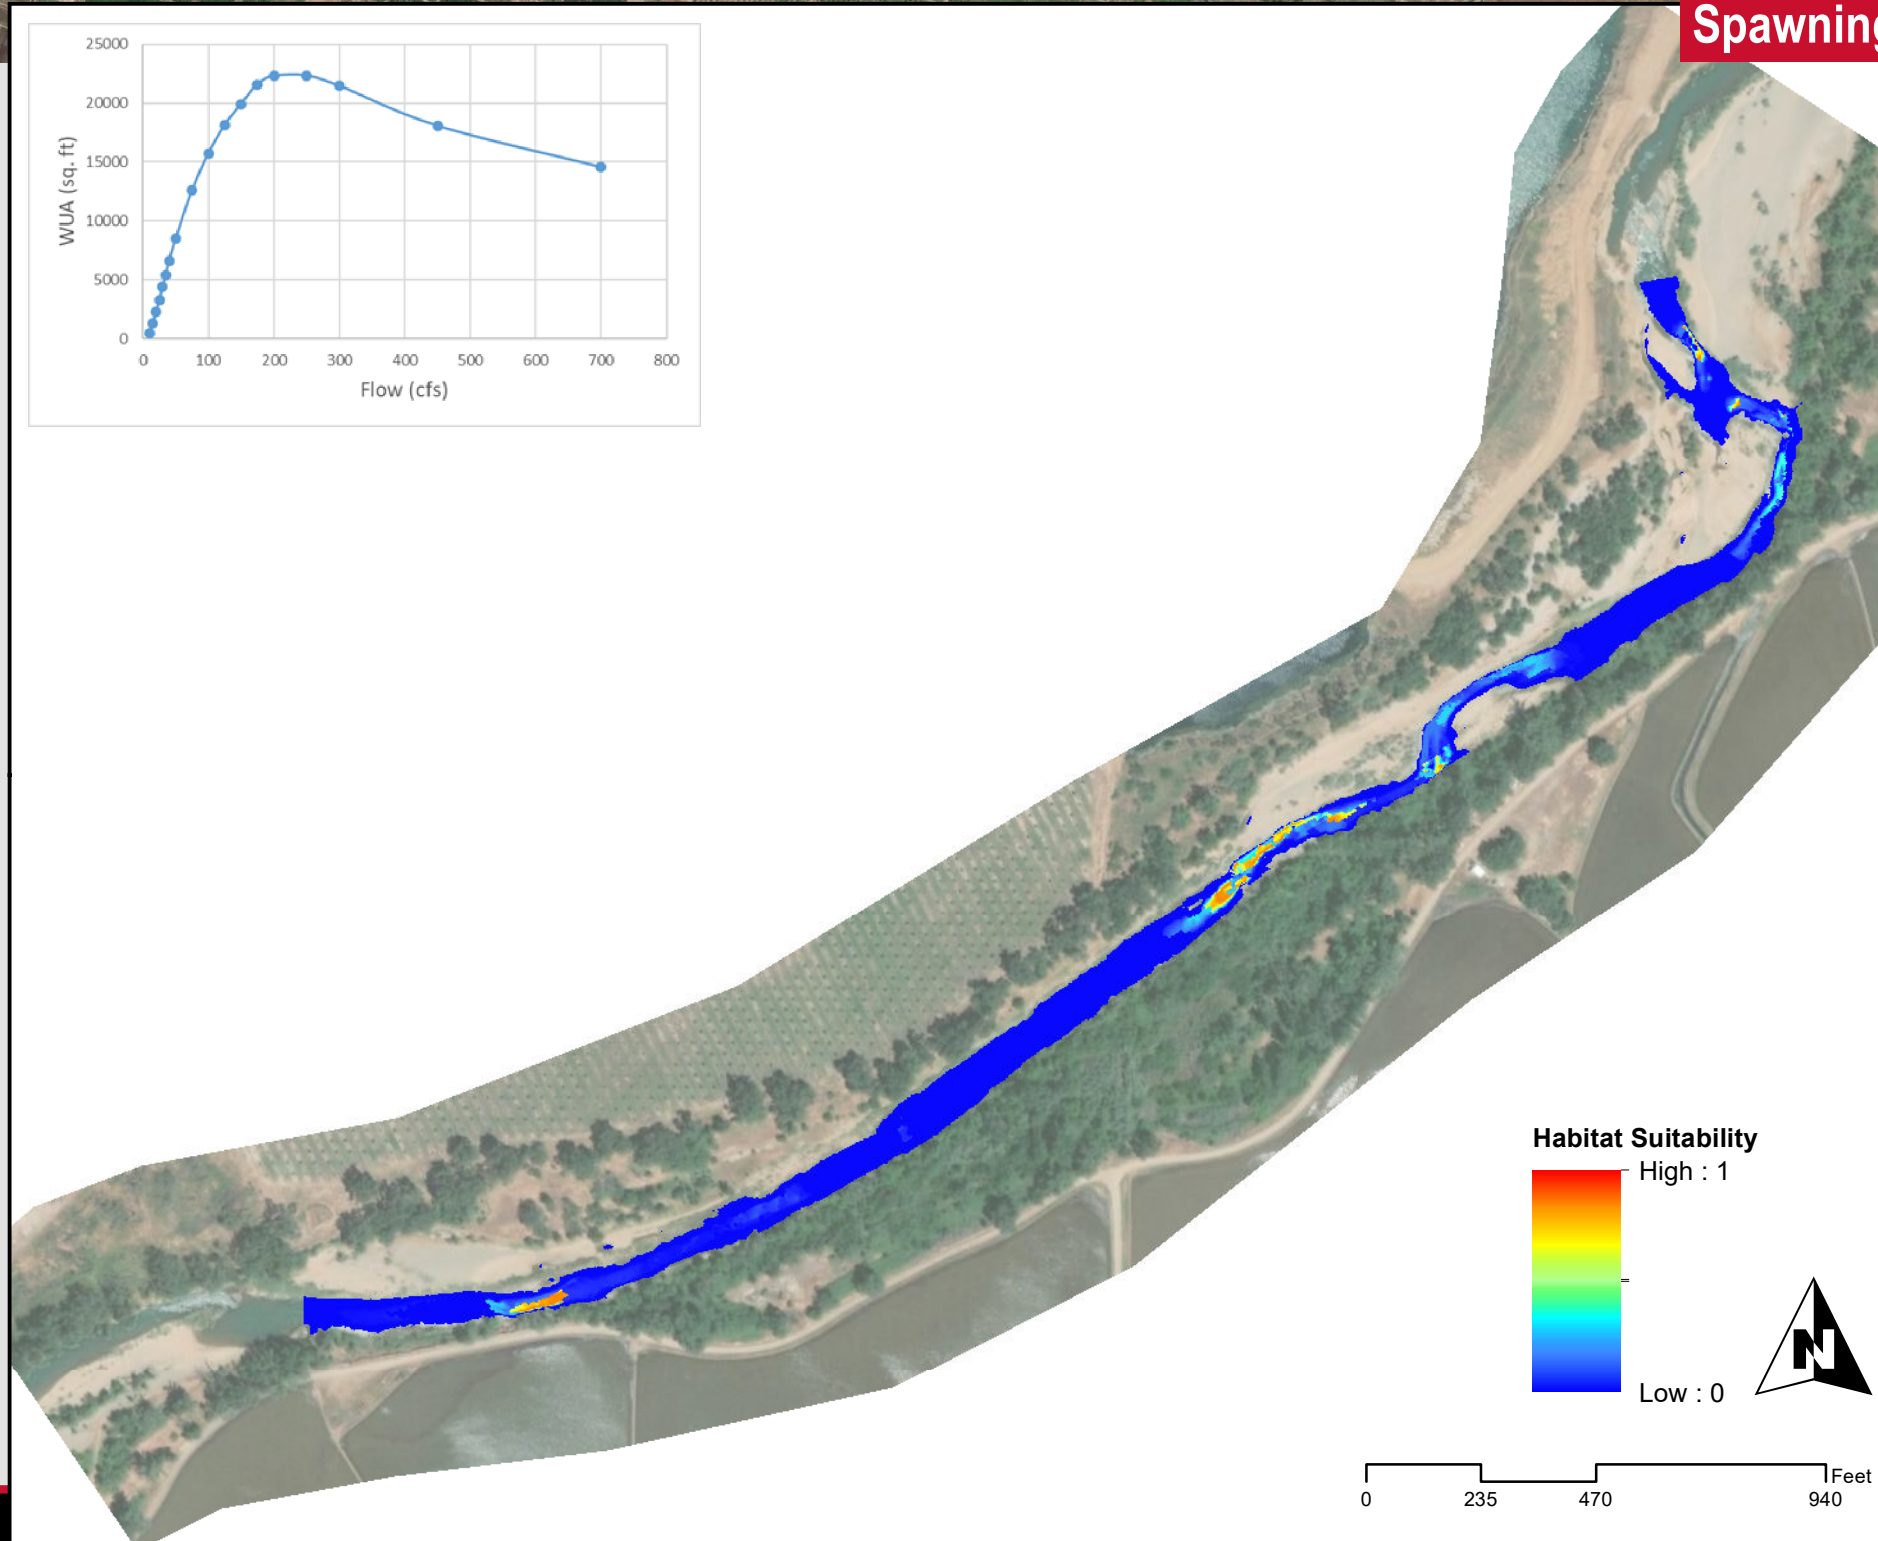 Spawning
25000
20000
15000
10000
5000
0
WUA (sq. ft)
0 100 200 300 400 500 600 700 800
Flow (cfs)
Habitat Suitability
High : 1
Low : 0
N
Feet
0 235 470 940